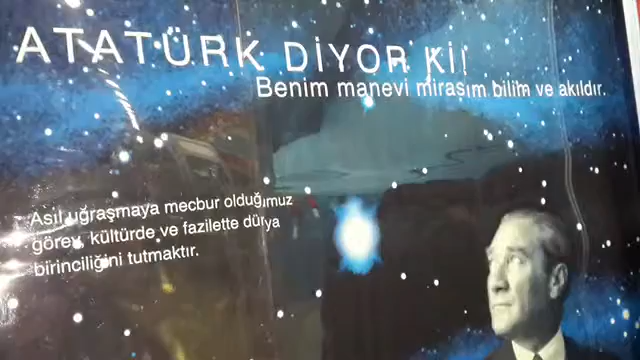 ATATÜRK DİYOR Kİ!
Benim manevi mirasım bilim ve akıldır.
Asıl uğraşmaya mecbur olduğumuz
görev, kültürde ve fazilette dünya
birinciliğini tutmaktır.